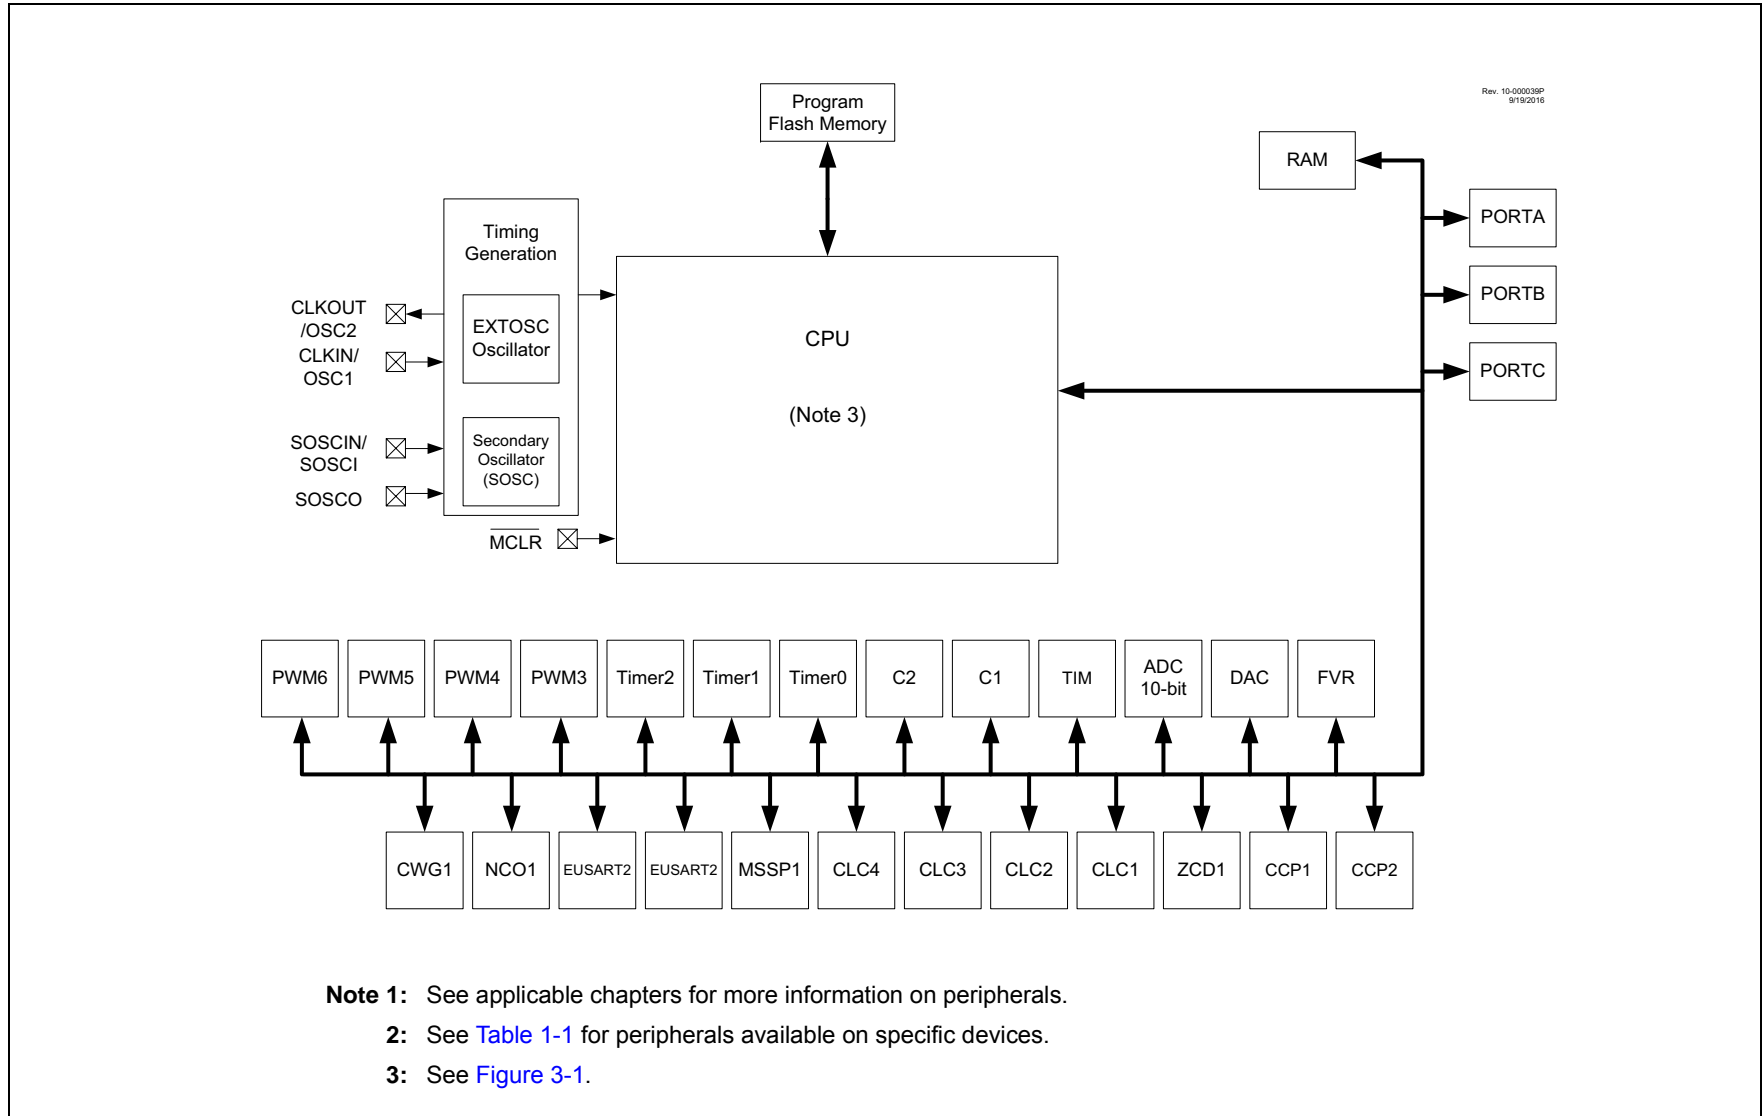 Rev. 10-000039P
9/19/2016
Program
Flash Memory
RAM
PORTA
PORTB
PORTC
Timing
Generation
EXTOSC
Oscillator
Secondary
Oscillator
(SOSC)
CLKOUT
/OSC2
CLKIN/
OSC1
SOSCIN/
SOSCI
SOSCO
MCLR
CPU
(Note 3)
PWM6
PWM5
PWM4
PWM3
Timer2
Timer1
Timer0
C2
C1
TIM
ADC
10-bit
DAC
FVR
CWG1
NCO1
EUSART2
EUSART2
MSSP1
CLC4
CLC3
CLC2
CLC1
ZCD1
CCP1
CCP2
Note 1: See applicable chapters for more information on peripherals.
2: See Table 1-1 for peripherals available on specific devices.
3: See Figure 3-1.